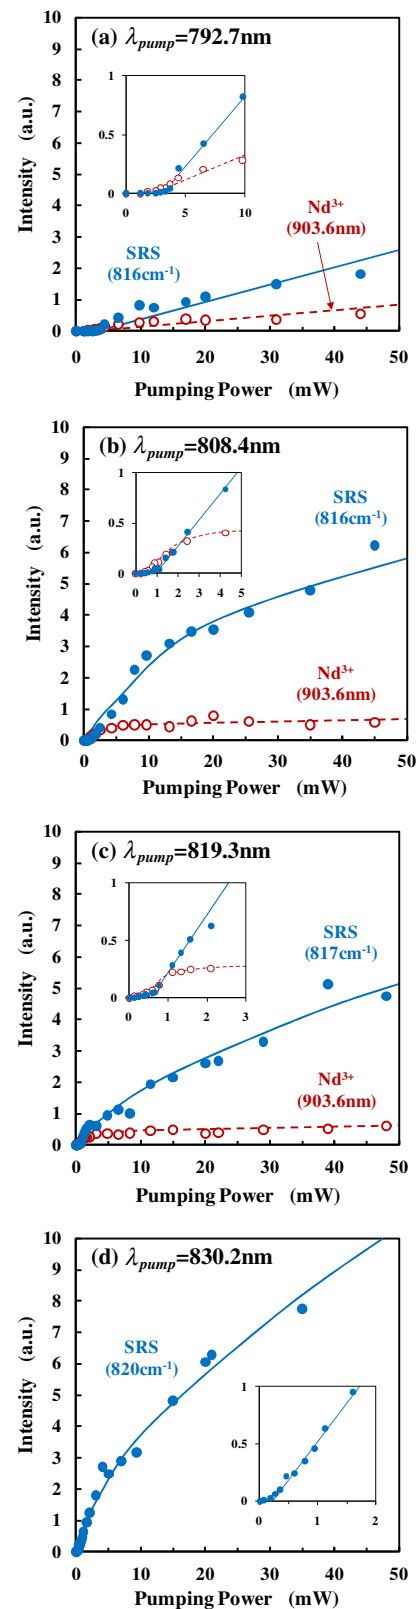 (a) λpump=792.7nm
10
9
8
7
6
5
4
3
2
1
0
Intensity (a.u.)
1
0.5
0
0 5 10
Nd³⁺
(903.6nm)
SRS
(816cm⁻¹)
0 10 20 30 40 50
Pumping Power (mW)
(b) λpump=808.4nm
10
9
8
7
6
5
4
3
2
1
0
Intensity (a.u.)
1
0.5
0
0 1 2 3 4 5
SRS
(816cm⁻¹)
Nd³⁺
(903.6nm)
0 10 20 30 40 50
Pumping Power (mW)
(c) λpump=819.3nm
10
9
8
7
6
5
4
3
2
1
0
Intensity (a.u.)
1
0.5
0
0 1 2 3
SRS
(817cm⁻¹)
Nd³⁺
(903.6nm)
0 10 20 30 40 50
Pumping Power (mW)
(d) λpump=830.2nm
10
9
8
7
6
5
4
3
2
1
0
Intensity (a.u.)
SRS
(820cm⁻¹)
1
0.5
0
0 1 2
0 10 20 30 40 50
Pumping Power (mW)